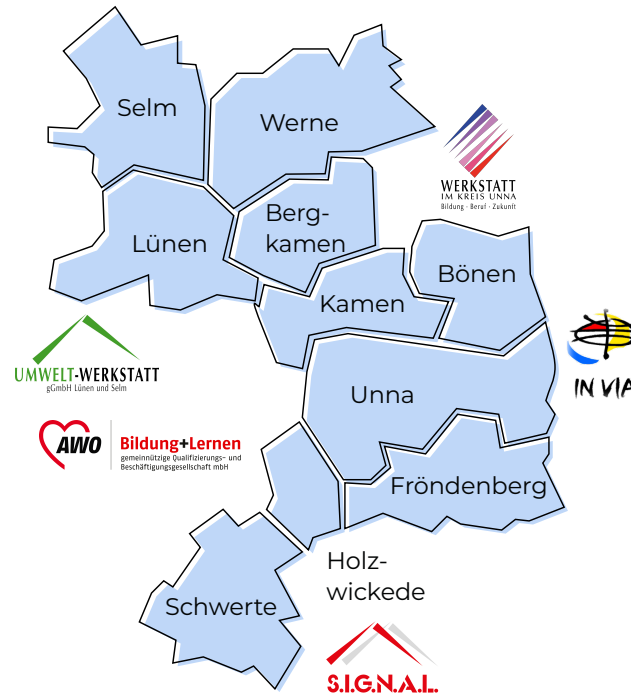 Selm
Werne
WERKSTATT
IM KREIS UNNA
Bildung · Beruf · Zukunft
Berg-
kamen
Lünen
Bönen
Kamen
UMWELT-WERKSTATT
gGmbH Lünen und Selm
IN VIA
Unna
AWO
Bildung+Lernen
gemeinnützige Qualifizierungs- und
Beschäftigungsgesellschaft mbH
Fröndenberg
Holz-
wickede
Schwerte
S.I.G.N.A.L.